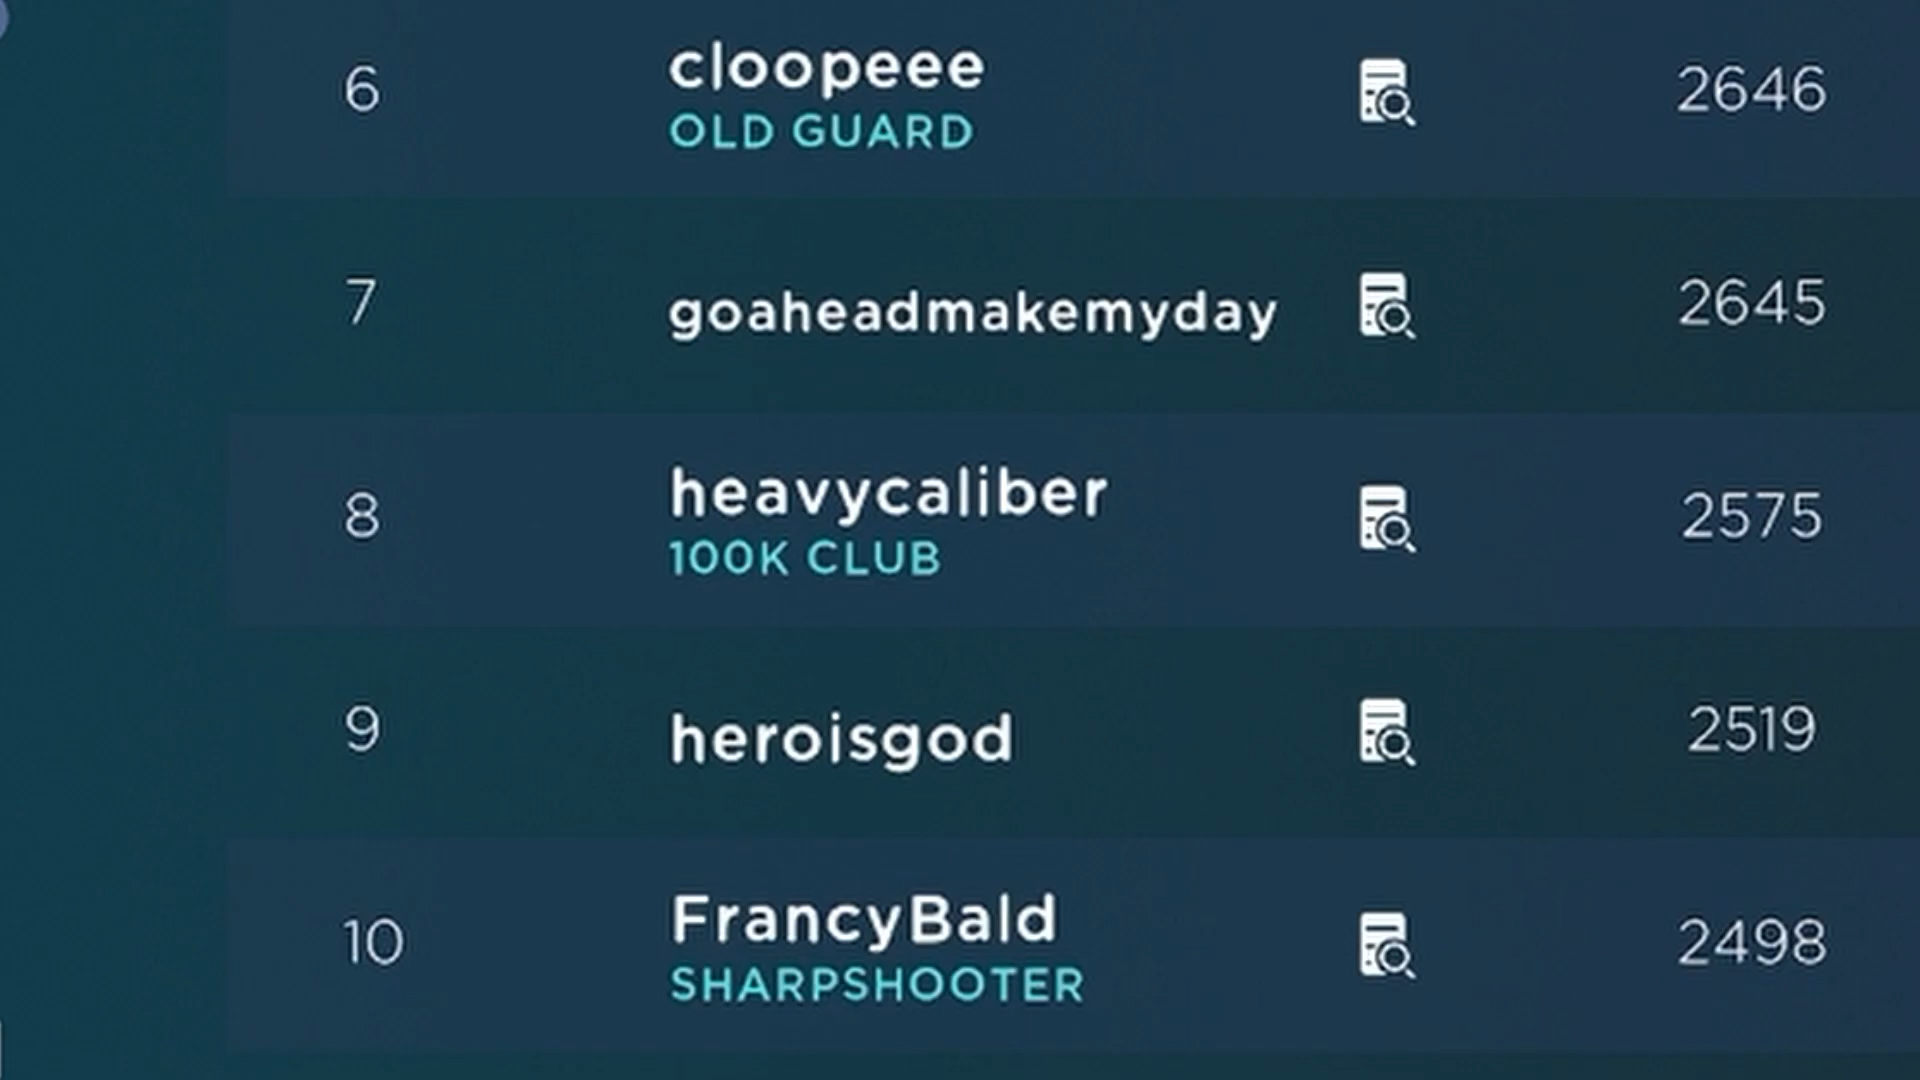 6 cloopeee 2646
OLD GUARD
7 goaheadmakemyday 2645
8 heavycaliber 2575
100K CLUB
9 heroisgod 2519
10 FrancyBald 2498
SHARPSHOOTER